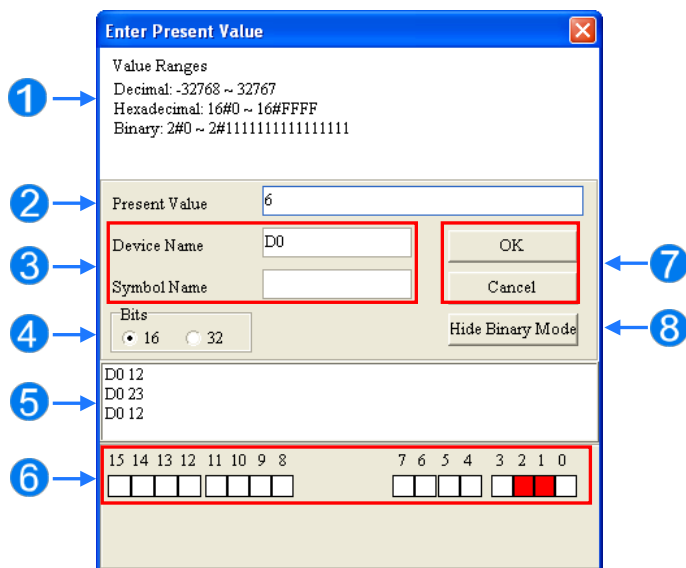 Enter Present Value
1
Value Ranges
Decimal: -32768 ~ 32767
Hexadecimal: 16#0 ~ 16#FFFF
Binary: 2#0 ~ 2#1111111111111111
2
Present Value
6
3
Device Name
D0
Symbol Name
OK
Cancel
7
4
Bits
16
32
Hide Binary Mode
8
5
D0 12
D0 23
D0 12
6
15 14 13 12 11 10 9 8 7 6 5 4 3 2 1 0